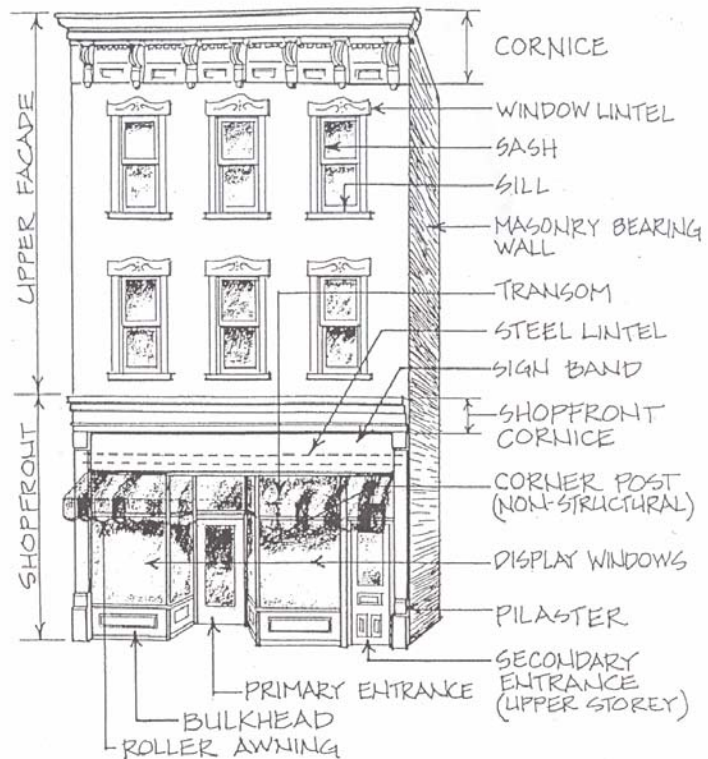 CORNICE
WINDOW LINTEL
SASH
SILL
MASONRY BEARING
WALL
TRANSOM
STEEL LINTEL
SIGN BAND
SHOPFRONT
CORNICE
CORNER POST
(NON-STRUCTURAL)
DISPLAY WINDOWS
PILASTER
SECONDARY
ENTRANCE
(UPPER STOREY)
PRIMARY ENTRANCE
BULKHEAD
ROLLER AWNING
UPPER FACADE
SHOPFRONT